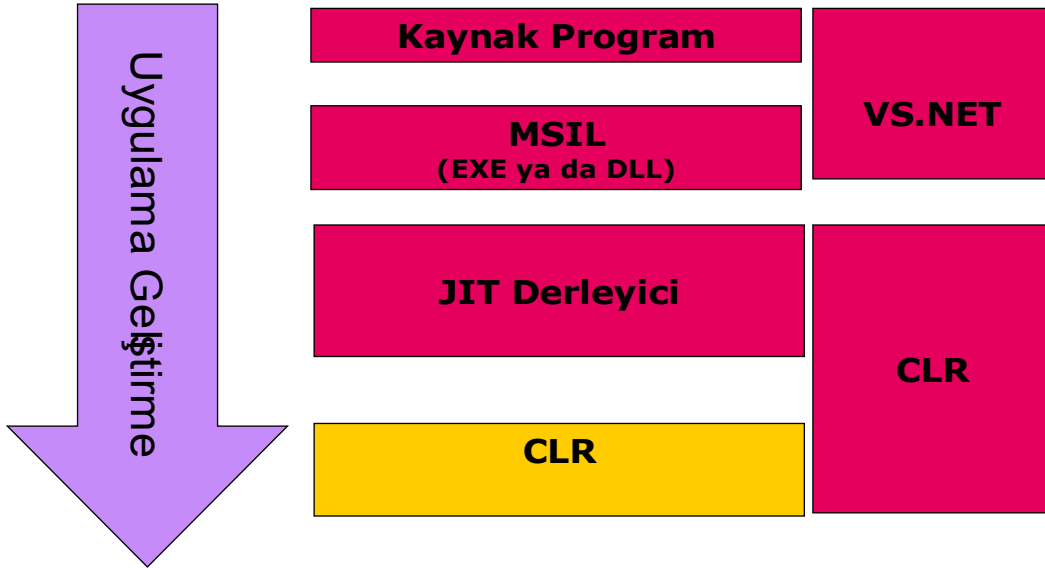 Uygulama Geliştirme
Kaynak Program
MSIL
(EXE ya da DLL)
VS.NET
JIT Derleyici
CLR
CLR